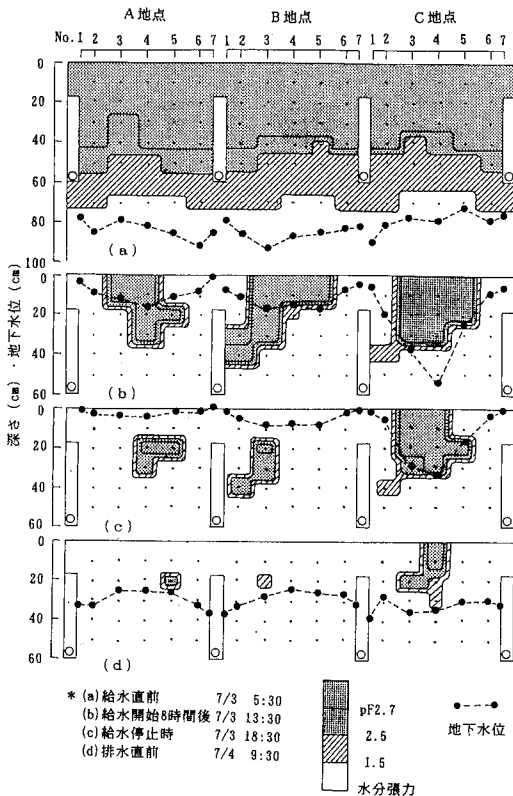 A地点 B地点 C地点
No. 1 2 3 4 5 6 7 1 2 3 4 5 6 7 1 2 3 4 5 6 7
0
20
40
60
80
100
(a)
0
20
40
60
(b)
0
20
40
60
(c)
0
20
40
60
(d)
深さ(cm)・地下水位(cm)
* (a)給水直前 7/3 5:30
(b)給水開始8時間後 7/3 13:30
(c)給水停止時 7/3 18:30
(d)排水直前 7/4 9:30
pF2.7
2.5
1.5
水分張力
地下水位